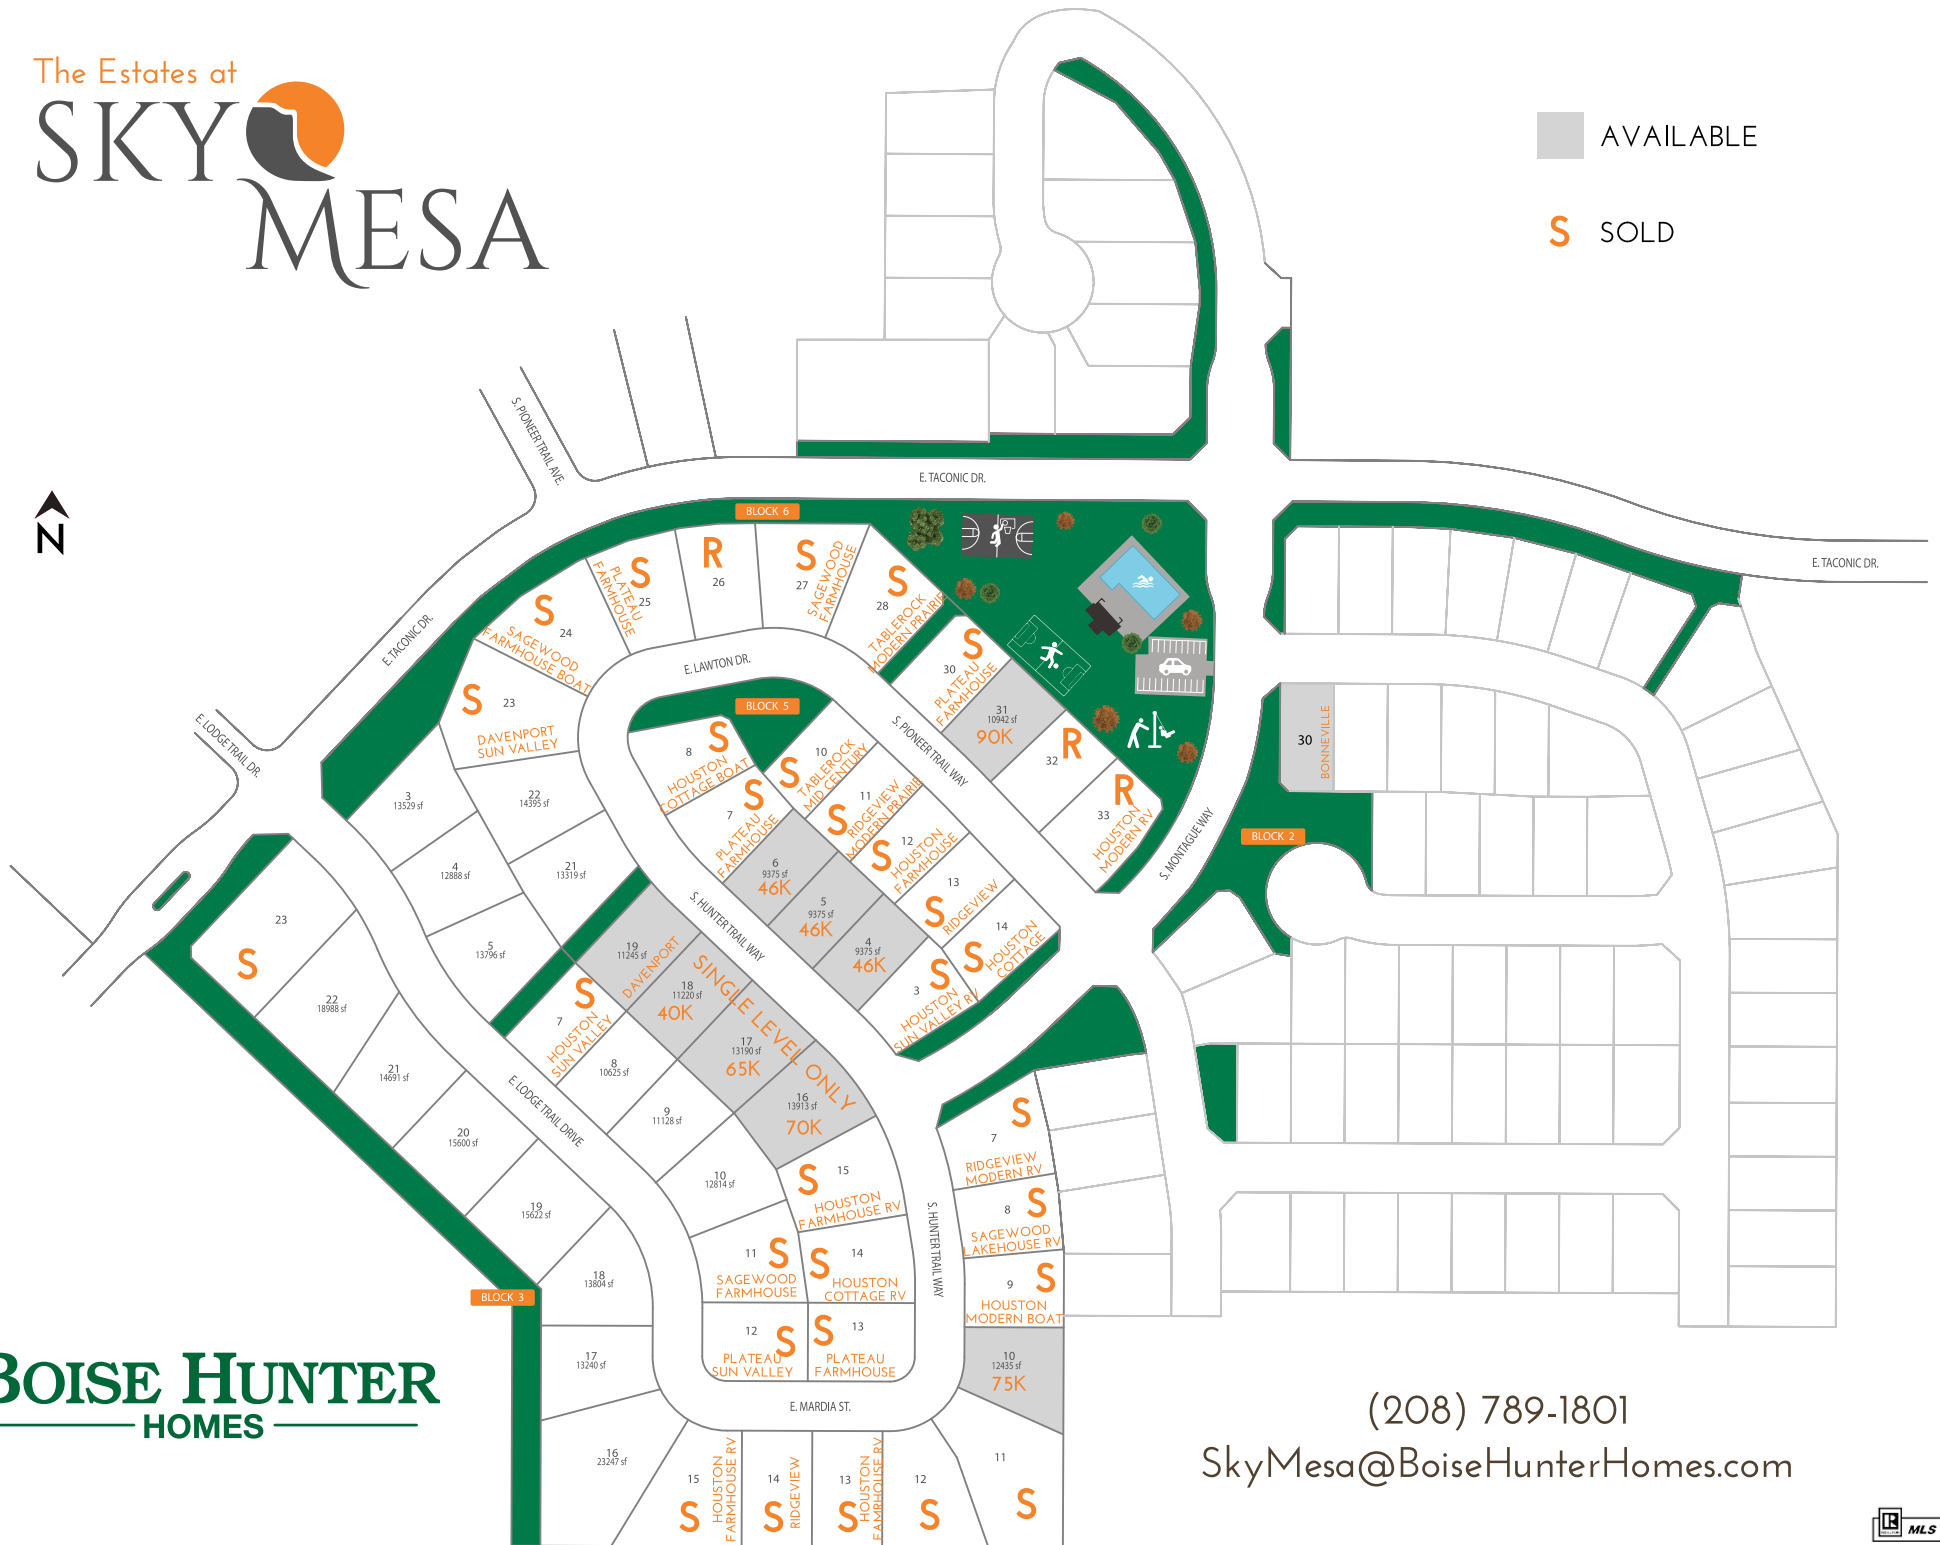 The Estates at
SKY
MESA
AVAILABLE
S SOLD
N
S. PIONEER TRAIL AVE.
E. TACONIC DR.
E. TACONIC DR.
E. TACONIC DR.
E. LODGE TRAIL DR.
BLOCK 6
S
23
DAVENPORT
SUN VALLEY
S
24
SAGEWOOD
FARMHOUSE BOAT
S
25
PLATEAU
FARMHOUSE
R
26
S
27
SAGEWOOD
FARMHOUSE
S
28
TABLEROCK
MODERN PRAIRIE
S
30
PLATEAU
FARMHOUSE
31
10942 sf
90K
R
32
R
33
HOUSTON
MODERN RV
E. LAWTON DR.
S. PIONEER TRAIL WAY
S. MONTAGUE WAY
BLOCK 5
8
S
HOUSTON
COTTAGE BOAT
7
S
PLATEAU
FARMHOUSE
6
9375 sf
46K
5
9375 sf
46K
4
9375 sf
46K
3
S
HOUSTON
SUN VALLEY RV
10
S
TABLEROCK
MID CENTURY
11
S
RIDGEVIEW
MODERN PRAIRIE
12
S
HOUSTON
FARMHOUSE
13
S
RIDGEVIEW
14
S
HOUSTON
COTTAGE
30
BONNEVILLE
BLOCK 2
S. HUNTER TRAIL WAY
3
13529 sf
22
14395 sf
4
12888 sf
21
13319 sf
5
13796 sf
19
11245 sf
DAVENPORT
18
11220 sf
40K
17
13190 sf
65K
16
13913 sf
70K
SINGLE LEVEL ONLY
7
S
HOUSTON
SUN VALLEY
8
10625 sf
9
11128 sf
10
12814 sf
15
S
HOUSTON
FARMHOUSE RV
11
S
SAGEWOOD
FARMHOUSE
14
S
HOUSTON
COTTAGE RV
12
S
PLATEAU
SUN VALLEY
13
S
PLATEAU
FARMHOUSE
E. LODGE TRAIL DRIVE
S. HUNTER TRAIL WAY
E. MARDIA ST.
23
S
22
18988 sf
21
14691 sf
20
15600 sf
19
15622 sf
18
13804 sf
17
13240 sf
16
23247 sf
BLOCK 3
7
S
RIDGEVIEW
MODERN RV
8
S
SAGEWOOD
LAKEHOUSE RV
9
S
HOUSTON
MODERN BOAT
10
12435 sf
75K
11
S
12
S
13
S
HOUSTON
FAMRHOUSE RV
14
S
RIDGEVIEW
15
S
HOUSTON
FARMHOUSE RV
BOISE HUNTER
HOMES
(208) 789-1801
SkyMesa@BoiseHunterHomes.com
MLS